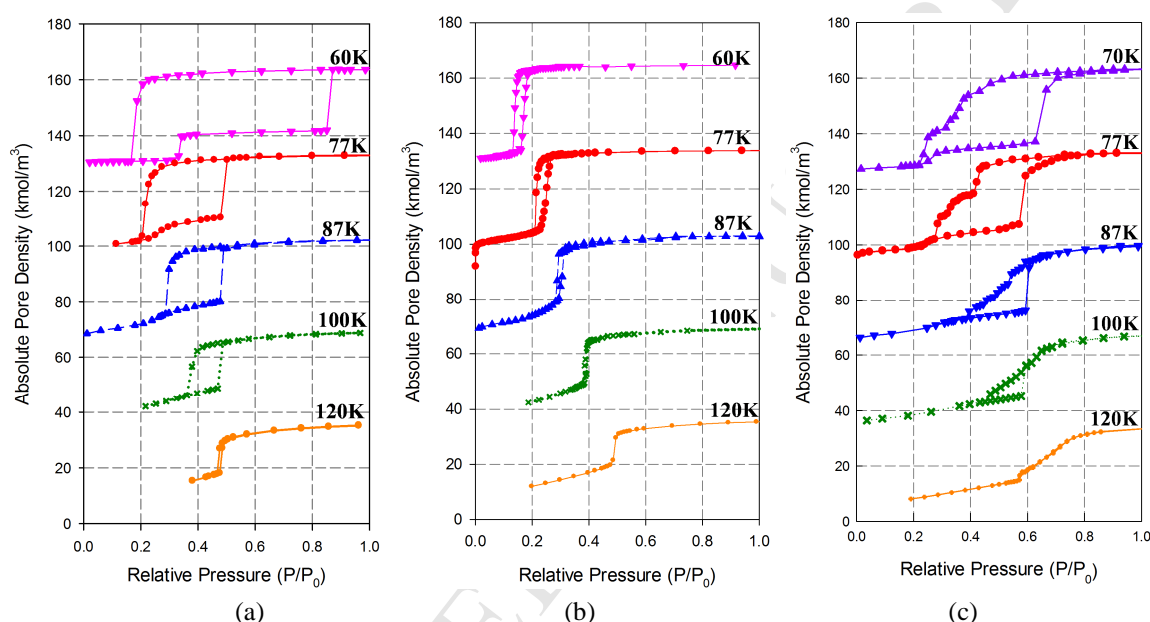 Absolute Pore Density (kmol/m³)
180
160
140
120
100
80
60
40
20
0
60K
77K
87K
100K
120K
0.0 0.2 0.4 0.6 0.8 1.0
Relative Pressure (P/P₀)
(a)
Absolute Pore Density (kmol/m³)
180
160
140
120
100
80
60
40
20
0
60K
77K
87K
100K
120K
0.0 0.2 0.4 0.6 0.8 1.0
Relative Pressure (P/P₀)
(b)
Absolute Pore Density (kmol/m³)
180
160
140
120
100
80
60
40
20
0
70K
77K
87K
100K
120K
0.0 0.2 0.4 0.6 0.8 1.0
Relative Pressure (P/P₀)
(c)